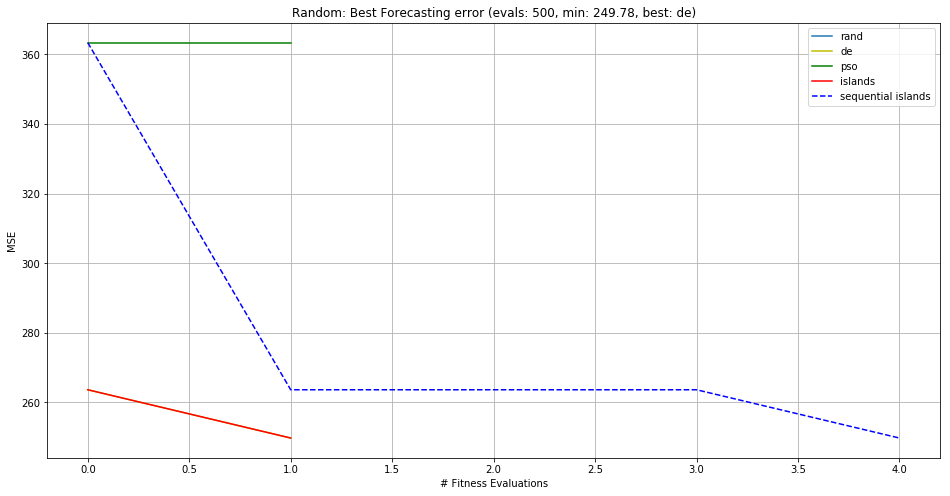 Random: Best Forecasting error (evals: 500, min: 249.78, best: de)
rand
de
pso
islands
sequential islands
MSE
360
340
320
300
280
260
0.0 0.5 1.0 1.5 2.0 2.5 3.0 3.5 4.0
# Fitness Evaluations